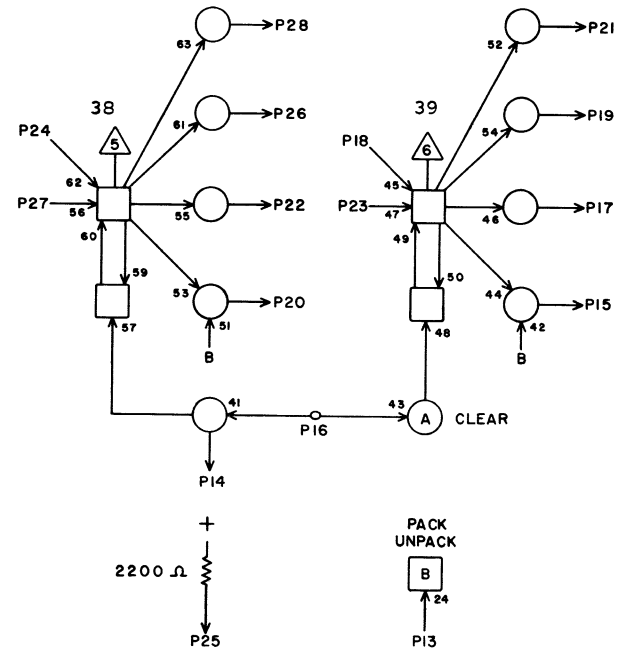 P28
P21
63
52
38
39
P26
P19
61
54
P24
5
P18
6
62
45
P27
56
55
P22
P23
47
46
P17
60
49
59
50
53
P20
44
P15
57
51
48
42
B
B
41
43
A
CLEAR
P16
P14
+
PACK
UNPACK
2200 Ω
B
24
P25
P13